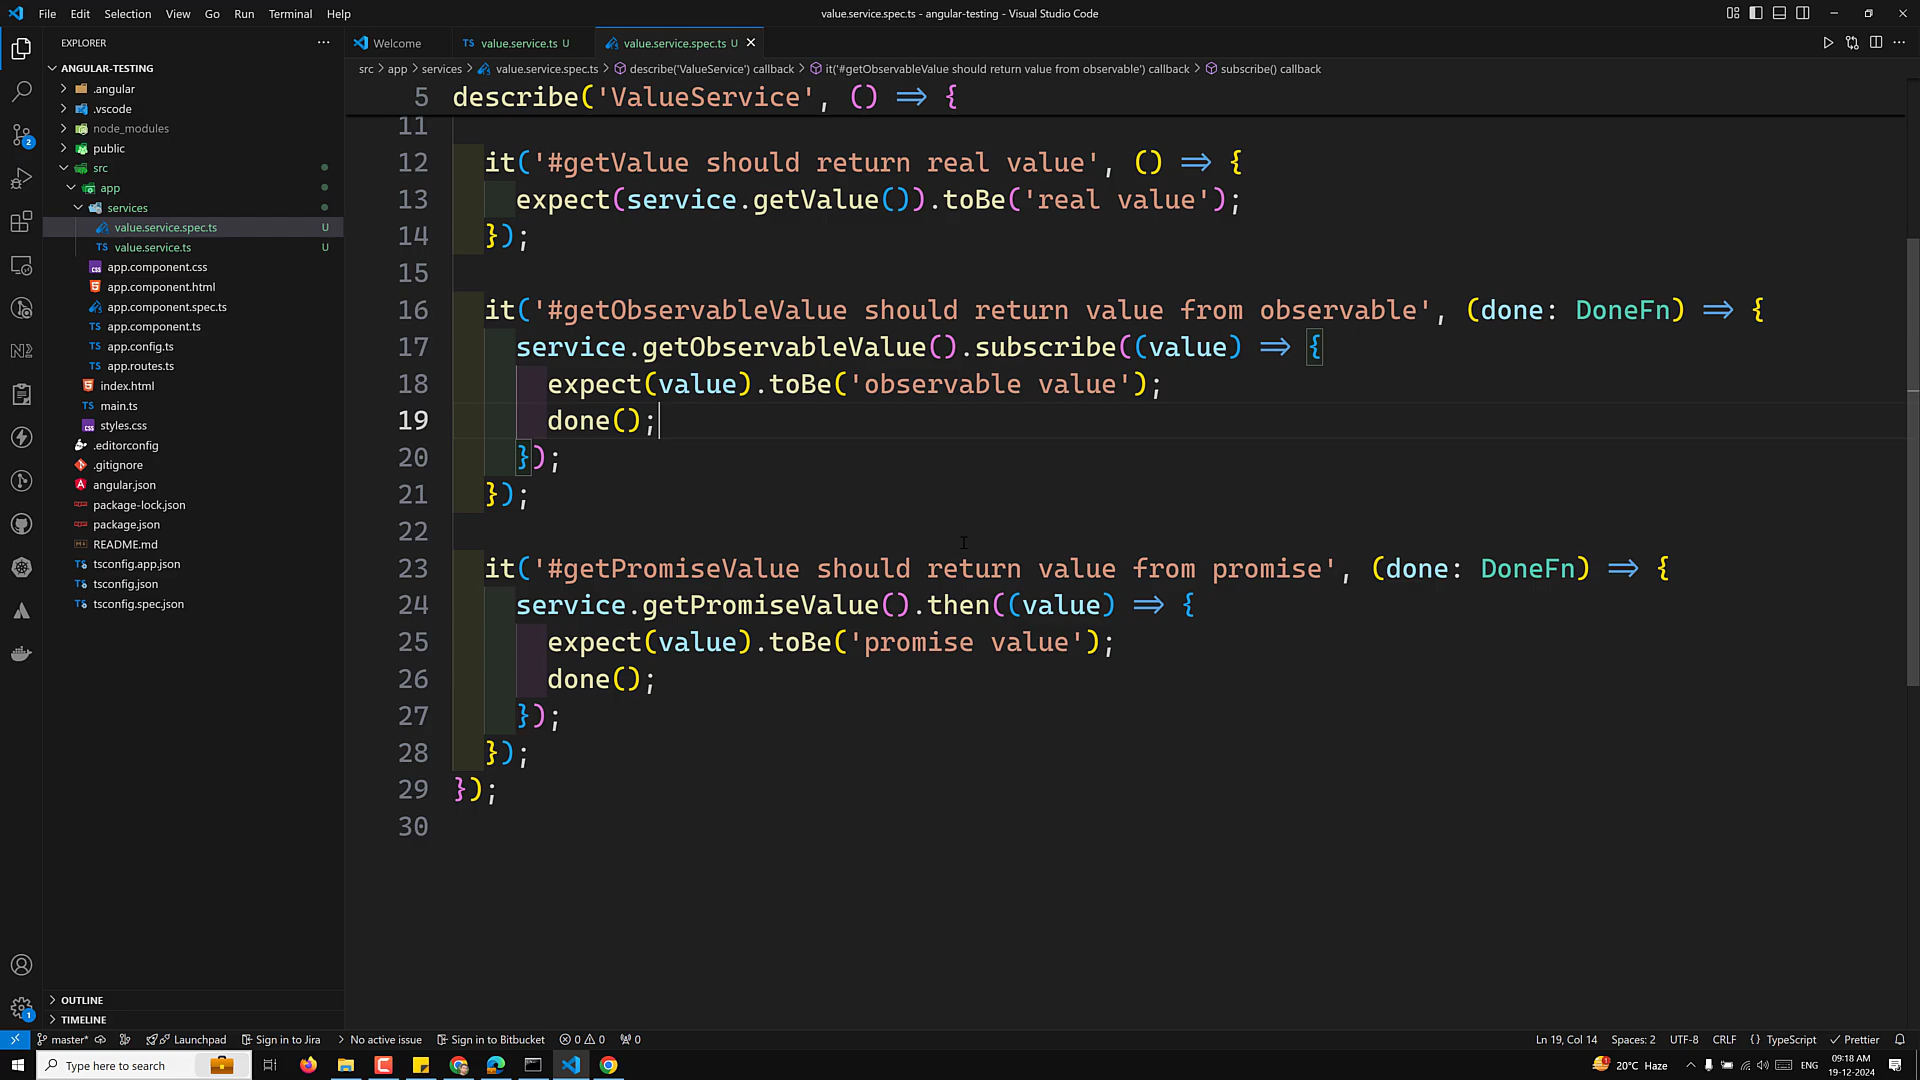 File Edit Selection View Go Run Terminal Help
value.service.spec.ts - angular-testing - Visual Studio Code
EXPLORER
ANGULAR-TESTING
.angular
.vscode
node_modules
public
src
app
services
value.service.spec.ts U
value.service.ts U
app.component.css
app.component.html
app.component.spec.ts
app.component.ts
app.config.ts
app.routes.ts
index.html
main.ts
styles.css
.editorconfig
.gitignore
angular.json
package-lock.json
package.json
README.md
tsconfig.app.json
tsconfig.json
tsconfig.spec.json
OUTLINE
TIMELINE
Welcome
TS value.service.ts U
value.service.spec.ts U
src > app > services > value.service.spec.ts > describe('ValueService') callback > it('#getObservableValue should return value from observable') callback > subscribe() callback
5 describe('ValueService', () => {
11
12 it('#getValue should return real value', () => {
13 expect(service.getValue()).toBe('real value');
14 });
15
16 it('#getObservableValue should return value from observable', (done: DoneFn) => {
17 service.getObservableValue().subscribe((value) => {
18 expect(value).toBe('observable value');
19 done();
20 });
21 });
22
23 it('#getPromiseValue should return value from promise', (done: DoneFn) => {
24 service.getPromiseValue().then((value) => {
25 expect(value).toBe('promise value');
26 done();
27 });
28 });
29 });
30
master* Launchpad Sign in to Jira No active issue Sign in to Bitbucket 0 0 0
Ln 19, Col 14 Spaces: 2 UTF-8 CRLF {} TypeScript Prettier
Type here to search
20°C Haze ENG 09:18 AM
19-12-2024